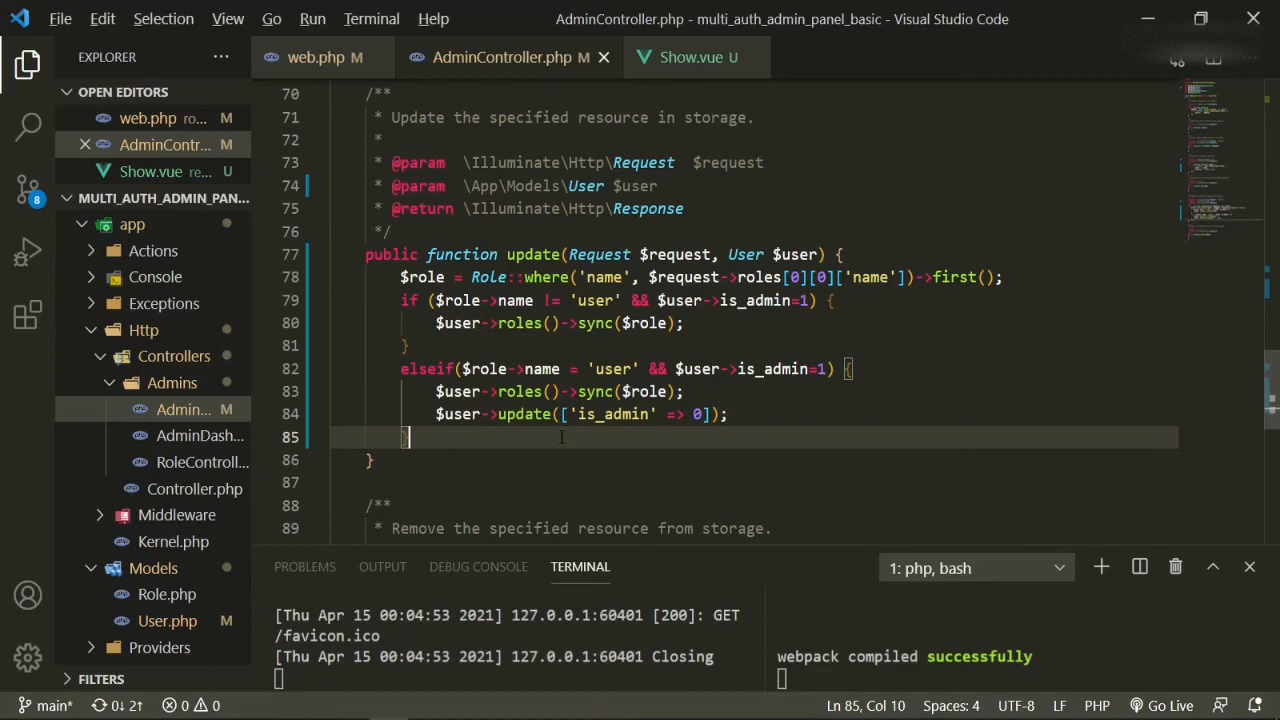 File Edit Selection View Go Run Terminal Help AdminController.php - multi_auth_admin_panel_basic - Visual Studio Code
EXPLORER
web.php M AdminController.php M Show.vue U
OPEN EDITORS
web.php ro... M
AdminContr... M
Show.vue re... U
MULTI_AUTH_ADMIN_PAN...
app
Actions
Console
Exceptions
Http
Controllers
Admins
Admin... M
AdminDash...
RoleControll...
Controller.php
Middleware
Kernel.php
Models
Role.php
User.php M
Providers
FILTERS
8
70 /**
71 * Update the specified resource in storage.
72 *
73 * @param \Illuminate\Http\Request $request
74 * @param \App\Models\User $user
75 * @return \Illuminate\Http\Response
76 */
77 public function update(Request $request, User $user) {
78 $role = Role::where('name', $request->roles[0][0]['name'])->first();
79 if ($role->name != 'user' && $user->is_admin=1) {
80 $user->roles()->sync($role);
81 }
82 elseif($role->name = 'user' && $user->is_admin=1) {
83 $user->roles()->sync($role);
84 $user->update(['is_admin' => 0]);
85 }
86 }
87
88 /**
89 * Remove the specified resource from storage.
PROBLEMS OUTPUT DEBUG CONSOLE TERMINAL 1: php, bash
[Thu Apr 15 00:04:53 2021] 127.0.0.1:60401 [200]: GET
/favicon.ico
[Thu Apr 15 00:04:53 2021] 127.0.0.1:60401 Closing
webpack compiled successfully
main* 0↓ 2↑ 0 0 Ln 85, Col 10 Spaces: 4 UTF-8 LF PHP Go Live